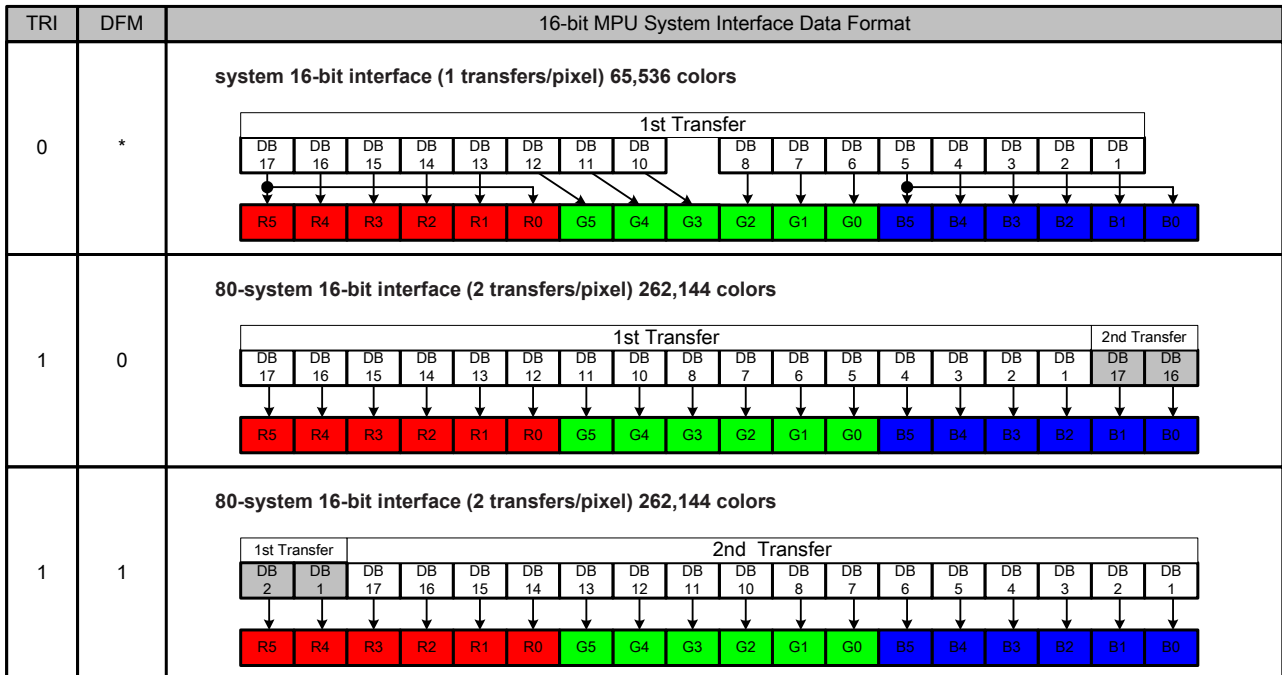 TRI DFM 16-bit MPU System Interface Data Format
system 16-bit interface (1 transfers/pixel) 65,536 colors
0 *
1st Transfer
DB 17 DB 16 DB 15 DB 14 DB 13 DB 12 DB 11 DB 10 DB 8 DB 7 DB 6 DB 5 DB 4 DB 3 DB 2 DB 1
R5 R4 R3 R2 R1 R0 G5 G4 G3 G2 G1 G0 B5 B4 B3 B2 B1 B0
80-system 16-bit interface (2 transfers/pixel) 262,144 colors
1 0
1st Transfer 2nd Transfer
DB 17 DB 16 DB 15 DB 14 DB 13 DB 12 DB 11 DB 10 DB 8 DB 7 DB 6 DB 5 DB 4 DB 3 DB 2 DB 1 DB 17 DB 16
R5 R4 R3 R2 R1 R0 G5 G4 G3 G2 G1 G0 B5 B4 B3 B2 B1 B0
80-system 16-bit interface (2 transfers/pixel) 262,144 colors
1 1
1st Transfer 2nd Transfer
DB 2 DB 1 DB 17 DB 16 DB 15 DB 14 DB 13 DB 12 DB 11 DB 10 DB 8 DB 7 DB 6 DB 5 DB 4 DB 3 DB 2 DB 1
R5 R4 R3 R2 R1 R0 G5 G4 G3 G2 G1 G0 B5 B4 B3 B2 B1 B0